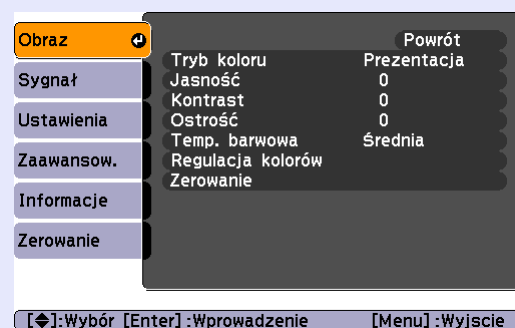 Obraz
Sygnał
Ustawienia
Zaawansow.
Informacje
Zerowanie
Powrót
Tryb koloru Prezentacja
Jasność 0
Kontrast 0
Ostrość 0
Temp. barwowa Średnia
Regulacja kolorów
Zerowanie
[◆]:Wybór [Enter]:Wprowadzenie [Menu]:Wyjscie